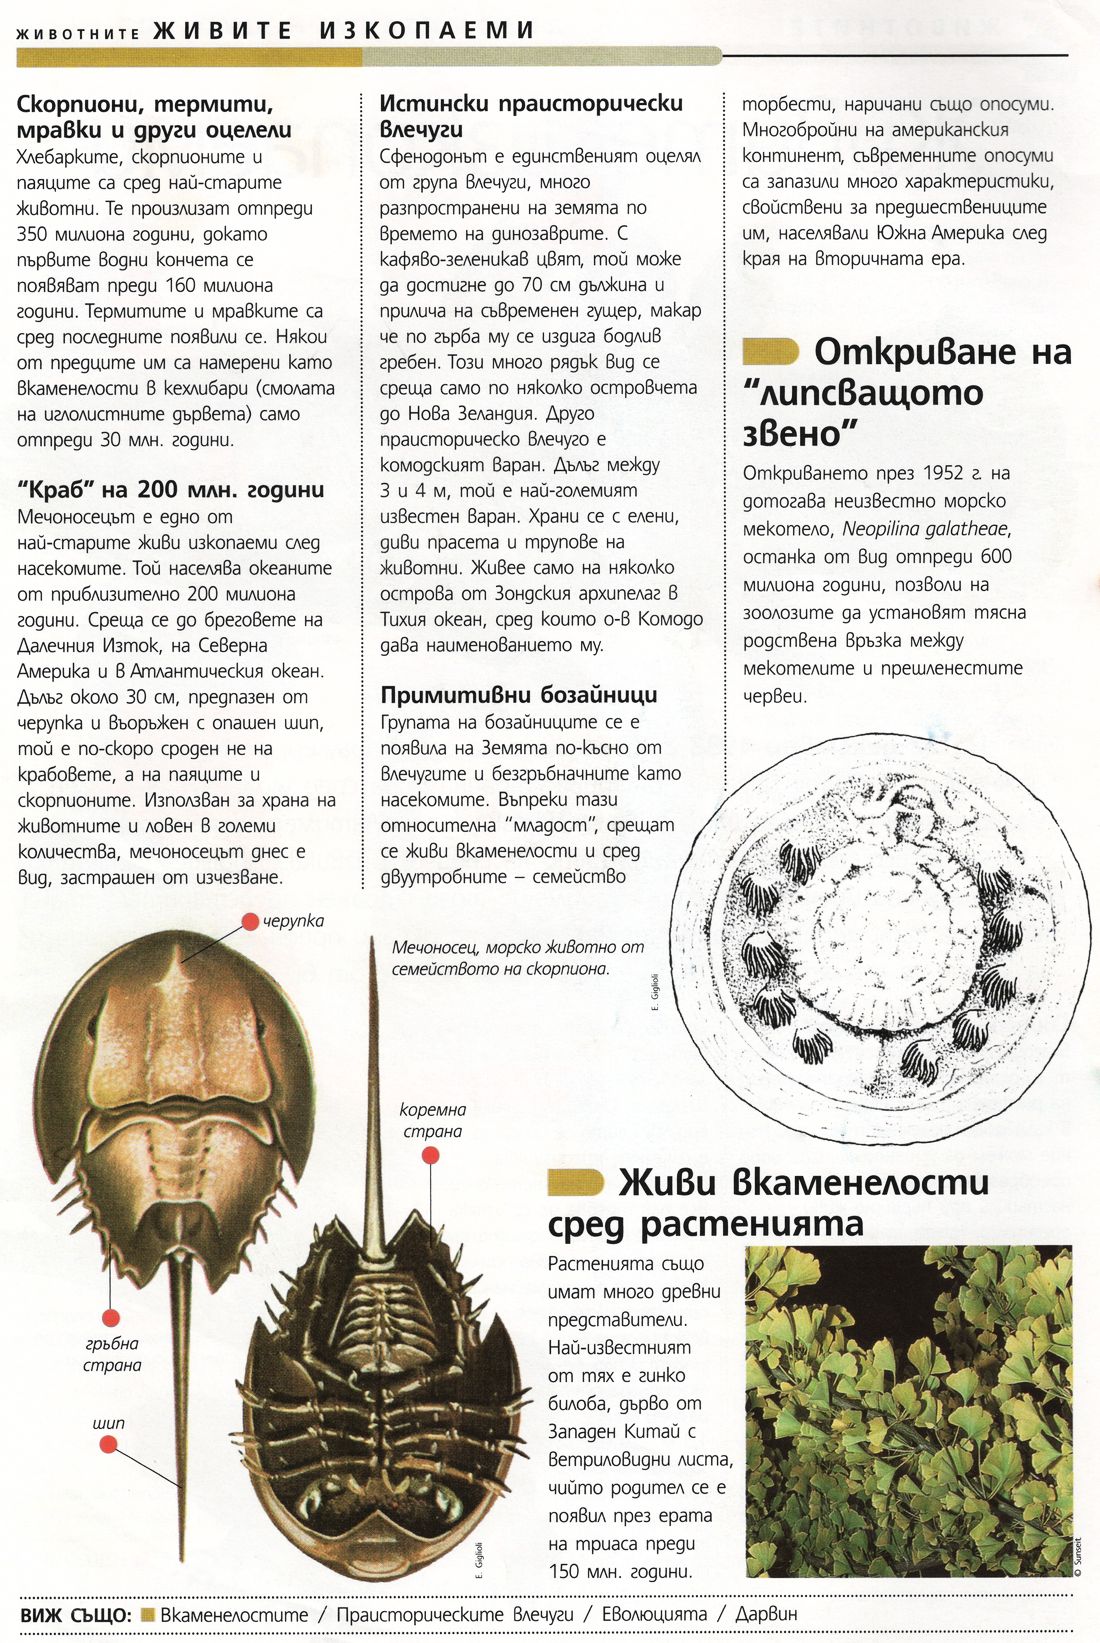 ЖИВОТНИТЕ ЖИВИТЕ ИЗКОПАЕМИ
Скорпиони, термити,
мравки и други оцелели
Хлебарките, скорпионите и
паяците са сред най-старите
животни. Те произлизат отпреди
350 милиона години, докато
първите водни кончета се
появяват преди 160 милиона
години. Термитите и мравките са
сред последните появили се. Някои
от предците им са намерени като
вкаменелости в кехлибари (смолата
на иглолистните дървета) само
отпреди 30 млн. години.
“Краб” на 200 млн. години
Мечоносецът е едно от
най-старите живи изкопаеми след
насекомите. Той населява океаните
от приблизително 200 милиона
години. Среща се до бреговете на
Далечния Изток, на Северна
Америка и в Атлантическия океан.
Дълъг около 30 см, предпазен от
черупка и въоръжен с опашен шип,
той е по-скоро сроден не на
крабовете, а на паяците и
скорпионите. Използван за храна на
животните и ловен в големи
количества, мечоносецът днес е
вид, застрашен от изчезване.
Истински праисторически
влечуги
Сфенодонът е единственият оцелял
от група влечуги, много
разпространени на земята по
времето на динозаврите. С
кафяво-зеленикав цвят, той може
да достигне до 70 см дължина и
прилича на съвременен гущер, макар
че по гърба му се издига бодлив
гребен. Този много рядък вид се
среща само по няколко островчета
до Нова Зеландия. Друго
праисторическо влечуго е
комодският варан. Дълъг между
3 и 4 м, той е най-големият
известен варан. Храни се с елени,
диви прасета и трупове на
животни. Живее само на няколко
острова от Зондския архипелаг в
Тихия океан, сред които о-в Комодо
дава наименованието му.
Примитивни бозайници
Групата на бозайниците се е
появила на Земята по-късно от
влечугите и безгръбначните като
насекомите. Въпреки тази
относителна “младост”, срещат
се живи вкаменелости и сред
двуутробните – семейство
торбести, наричани също опосуми.
Многобройни на американския
континент, съвременните опосуми
са запазили много характеристики,
свойствени за предшествениците
им, населявали Южна Америка след
края на вторичната ера.
Откриване на
“липсващото
звено”
Откриването през 1952 г. на
дотогава неизвестно морско
мекотело, Neopilina galatheae,
останка от вид отпреди 600
милиона години, позволи на
зоолозите да установят тясна
родствена връзка между
мекотелите и прешленестите
червеи.
черупка
Мечоносец, морско животно от
семейството на скорпиона.
E. Giglioli
коремна
страна
гръбна
страна
шип
E. Giglioli
Живи вкаменелости
сред растенията
Растенията също
имат много древни
представители.
Най-известният
от тях е гинко
билоба, дърво от
Западен Китай с
ветриловидни листа,
чийто родител се е
появил през ерата
на триаса преди
150 млн. години.
© Sunset
ВИЖ СЪЩО: Вкаменелостите / Праисторическите влечуги / Еволюцията / Дарвин